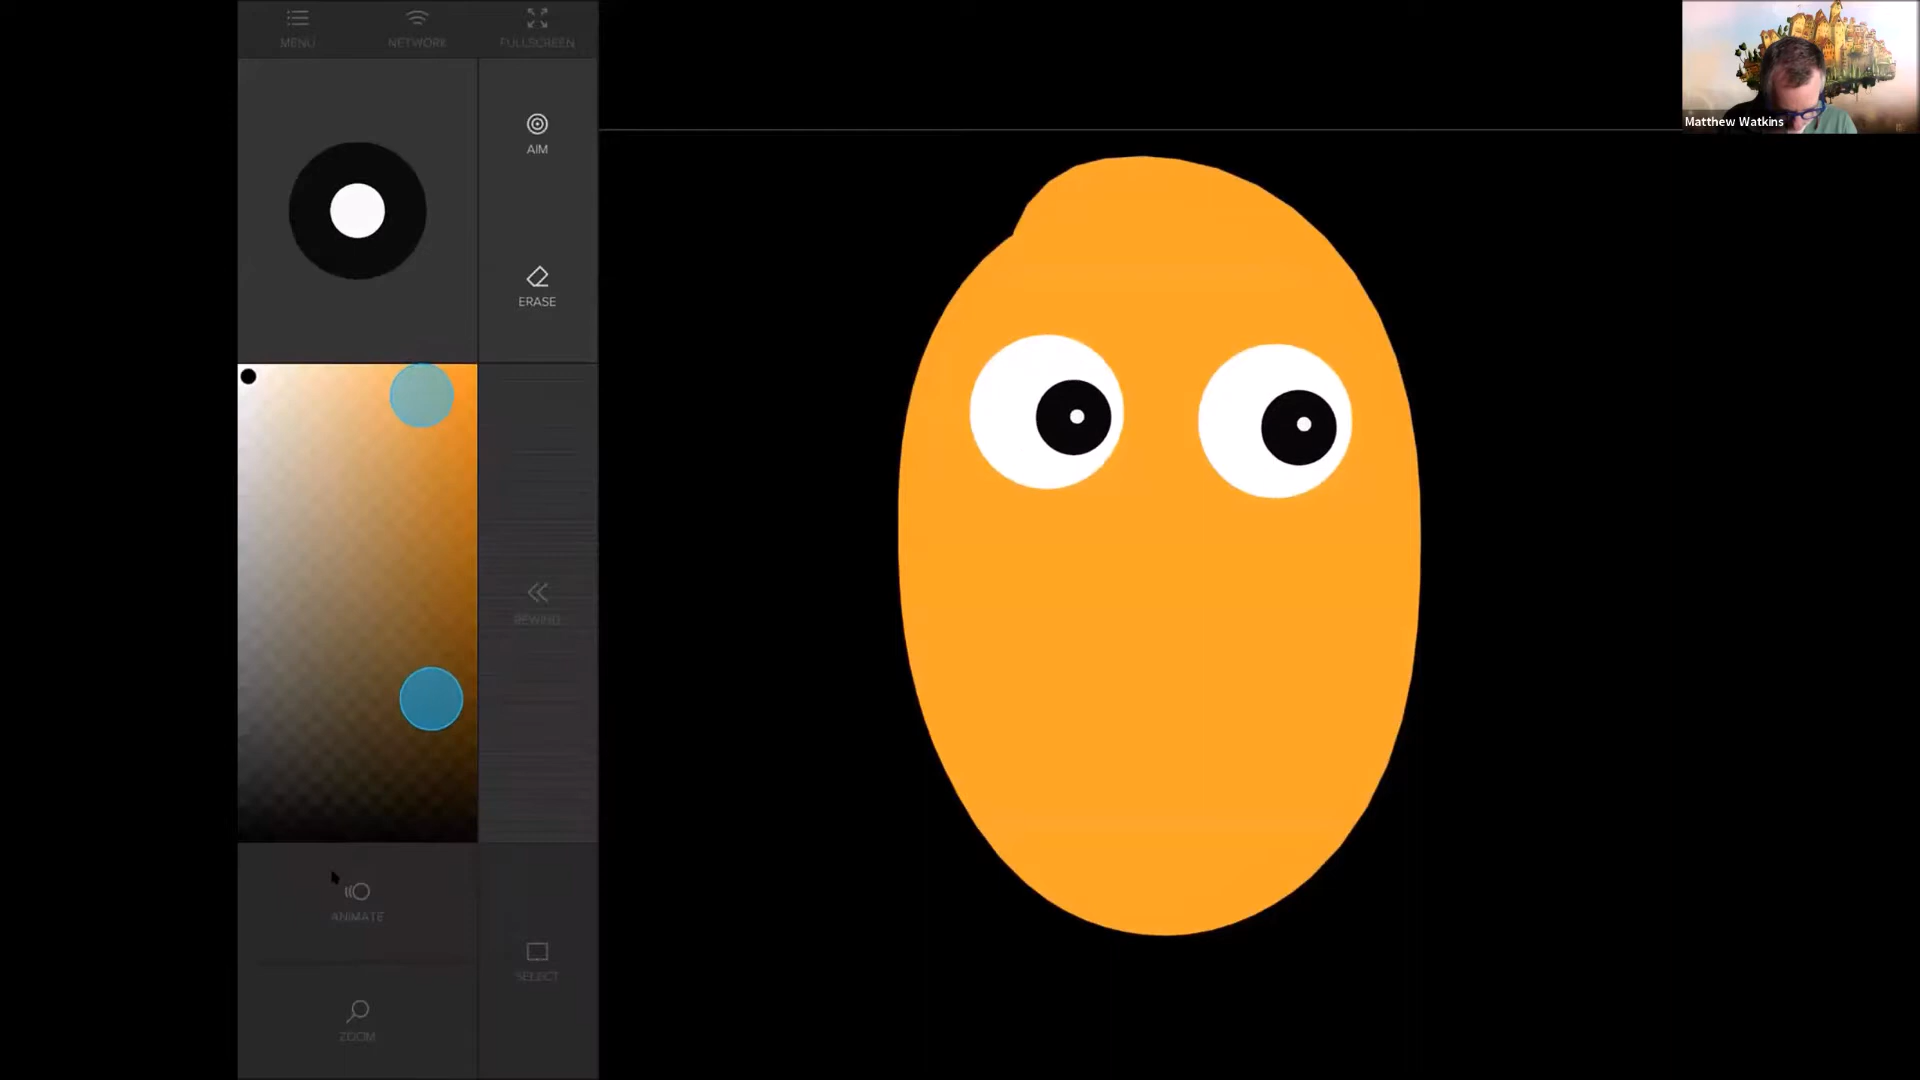 MENU
NETWORK
FULLSCREEN
AIM
ERASE
REWIND
ANIMATE
SELECT
ZOOM
Matthew Watkins